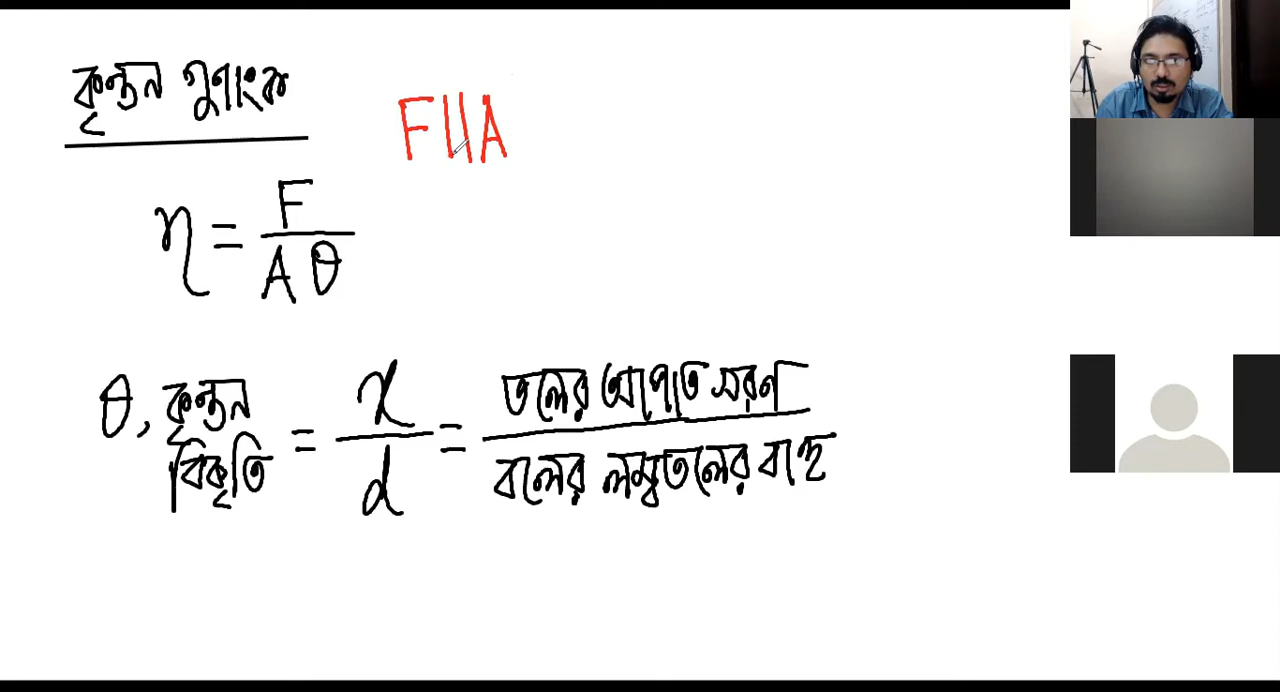 কৃন্তন গুণাংক
F||A
η = F / Aθ
θ, কৃন্তন বিকৃতি = x / d = তলের আপাত সরণ / বলের লম্বতলের বাহু